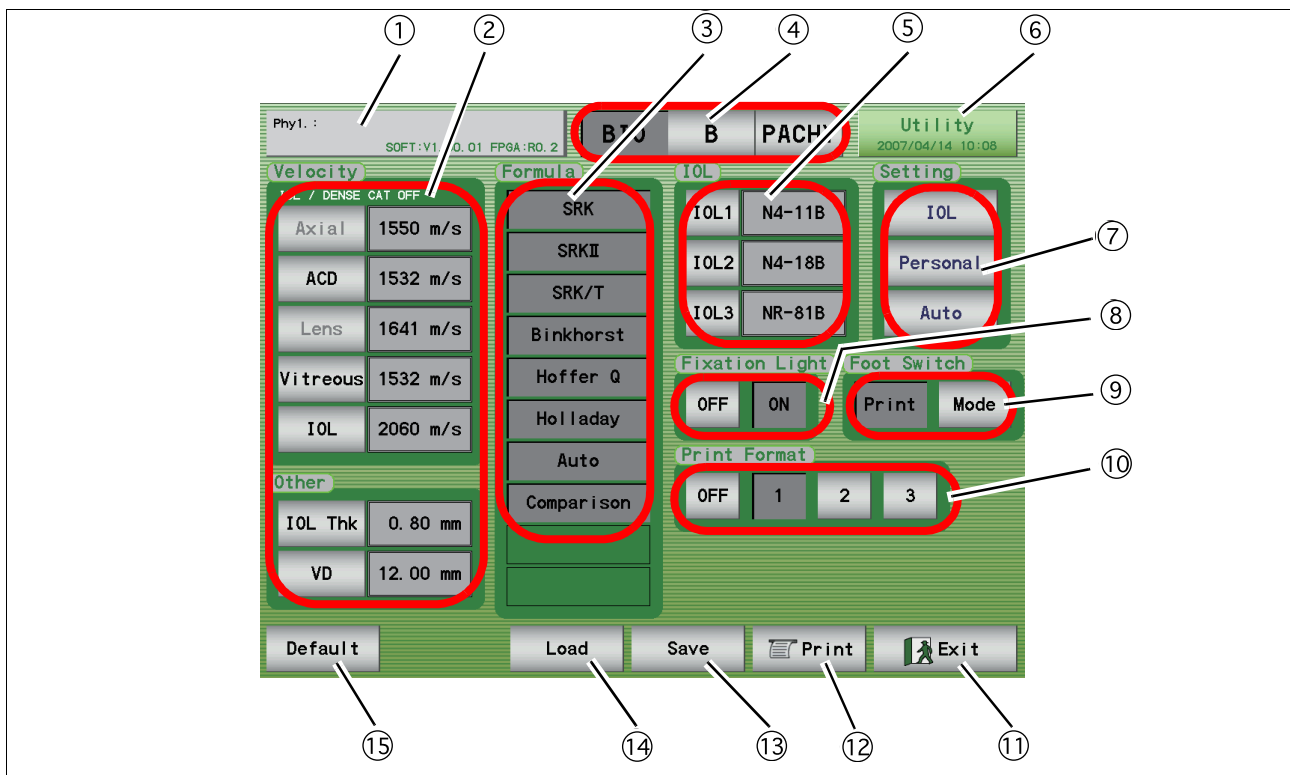 ① ② ③ ④ ⑤ ⑥
Phy1. :
SOFT:V1. 01 FPGA:R0. 2
BIO B PACHY
Utility
2007/04/14 10:08
Velocity
/ DENSE CAT OFF
Axial 1550 m/s
ACD 1532 m/s
Lens 1641 m/s
Vitreous 1532 m/s
IOL 2060 m/s
Other
IOL Thk 0.80 mm
VD 12.00 mm
Formula
SRK
SRKⅡ
SRK/T
Binkhorst
Hoffer Q
Holladay
Auto
Comparison
IOL
IOL1 N4-11B
IOL2 N4-18B
IOL3 NR-81B
Setting
IOL
Personal
Auto
⑦
Fixation Light
OFF ON
⑧
Foot Switch
Print Mode
⑨
Print Format
OFF 1 2 3
⑩
Default Load Save Print Exit
⑮ ⑭ ⑬ ⑫ ⑪